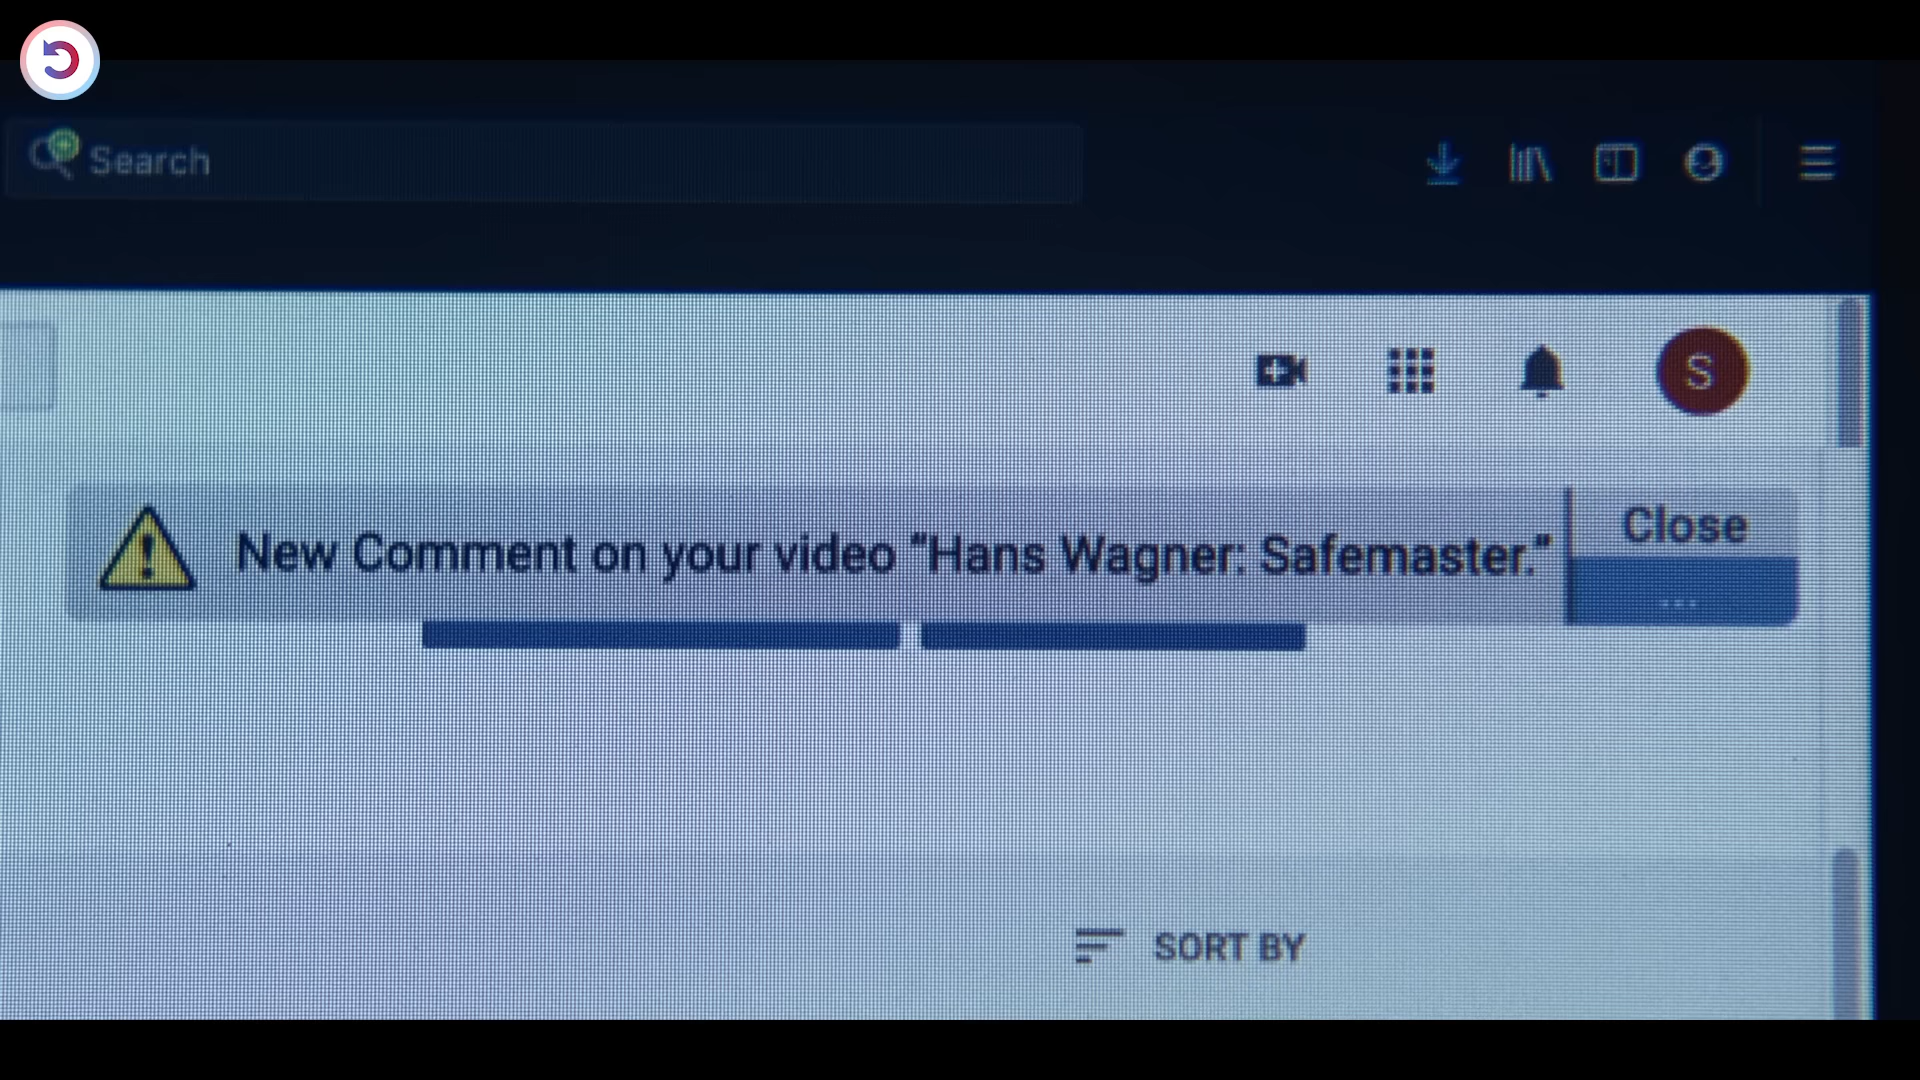 Search
S
New Comment on your video “Hans Wagner: Safemaster.”
Close
...
SORT BY